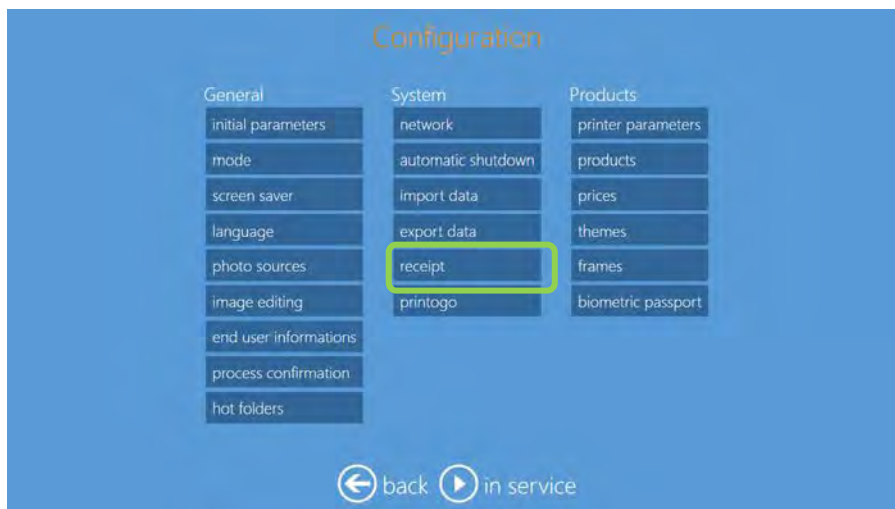 Configuration
General
initial parameters
mode
screen saver
language
photo sources
image editing
end user informations
process confirmation
hot folders
System
network
automatic shutdown
import data
export data
receipt
printogo
Products
printer parameters
products
prices
themes
frames
biometric passport
back in service